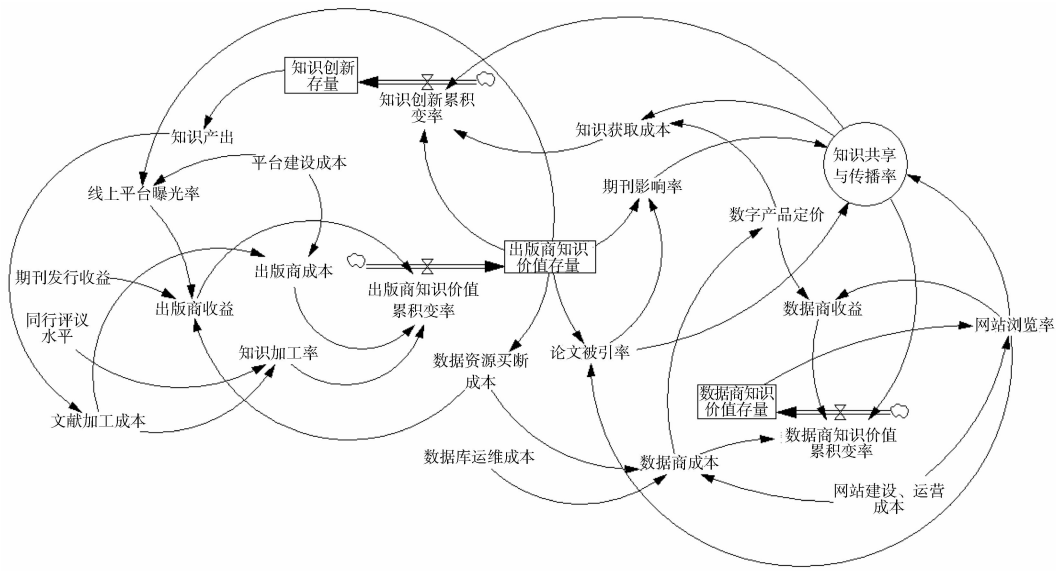 知识创新
存量
知识创新累积
变率
知识产出
知识获取成本
平台建设成本
知识共享
与传播率
线上平台曝光率
期刊影响率
数字产品定价
出版商知识
价值存量
期刊发行收益
出版商成本
出版商知识价值
累积变率
出版商收益
数据商收益
同行评议
水平
网站浏览率
知识加工率
数据资源买断
成本
论文被引率
数据商知识
价值存量
文献加工成本
数据商知识价值
累积变率
数据库运维成本
数据商成本
网站建设、运营
成本